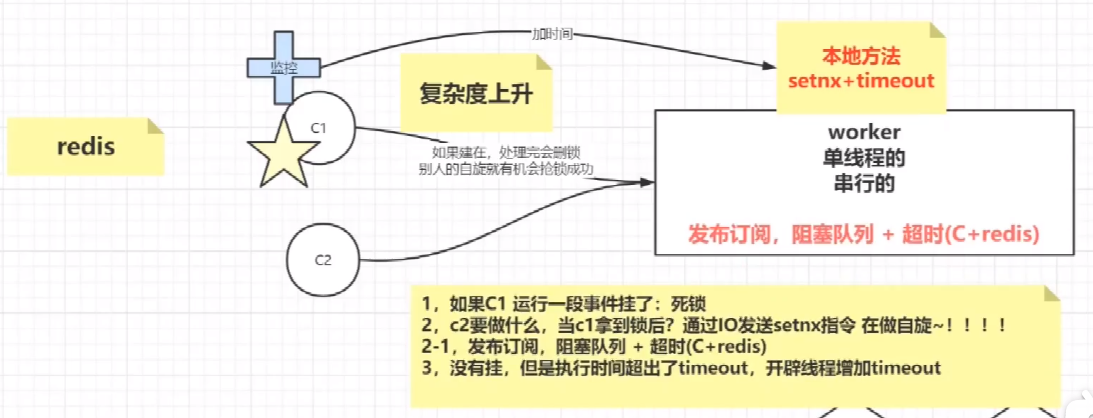 加时间
监控
本地方法
setnx+timeout
复杂度上升
redis
C1
worker
单线程的
串行的
如果建在，处理完会删锁
别人的自旋就有机会抢锁成功
发布订阅，阻塞队列 + 超时(C+redis)
C2
1，如果C1 运行一段事件挂了：死锁
2，c2要做什么，当c1拿到锁后？通过IO发送setnx指令 在做自旋~！！！！
2-1，发布订阅，阻塞队列 + 超时(C+redis)
3，没有挂，但是执行时间超出了timeout，开辟线程增加timeout